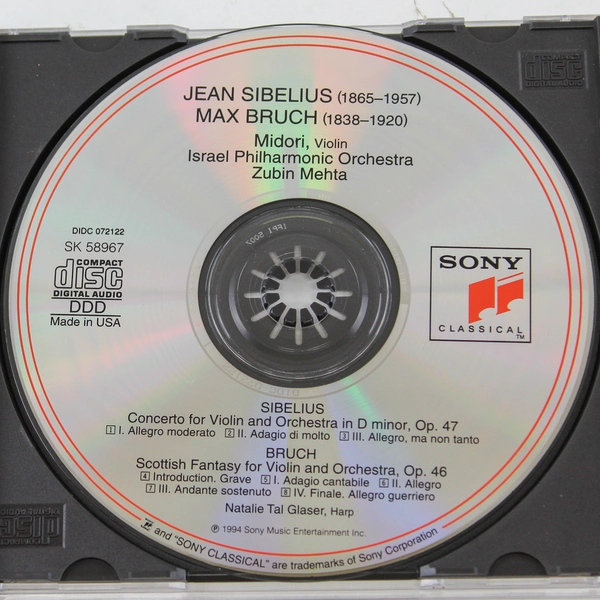 COMPACT
disc
DIGITAL AUDIO
JEAN SIBELIUS (1865–1957)
MAX BRUCH (1838–1920)
Midori, Violin
Israel Philharmonic Orchestra
Zubin Mehta
DIDC 072122
SK 58967
COMPACT
disc
DIGITAL AUDIO
DDD
Made in USA
SONY
CLASSICAL™
SIBELIUS
Concerto for Violin and Orchestra in D minor, Op. 47
1 I. Allegro moderato 2 II. Adagio di molto 3 III. Allegro, ma non tanto
BRUCH
Scottish Fantasy for Violin and Orchestra, Op. 46
4 Introduction. Grave 5 I. Adagio cantabile 6 II. Allegro
7 III. Andante sostenuto 8 IV. Finale. Allegro guerriero
Natalie Tal Glaser, Harp
℗ 1994 Sony Music Entertainment Inc.
and "SONY CLASSICAL" are trademarks of Sony Corporation